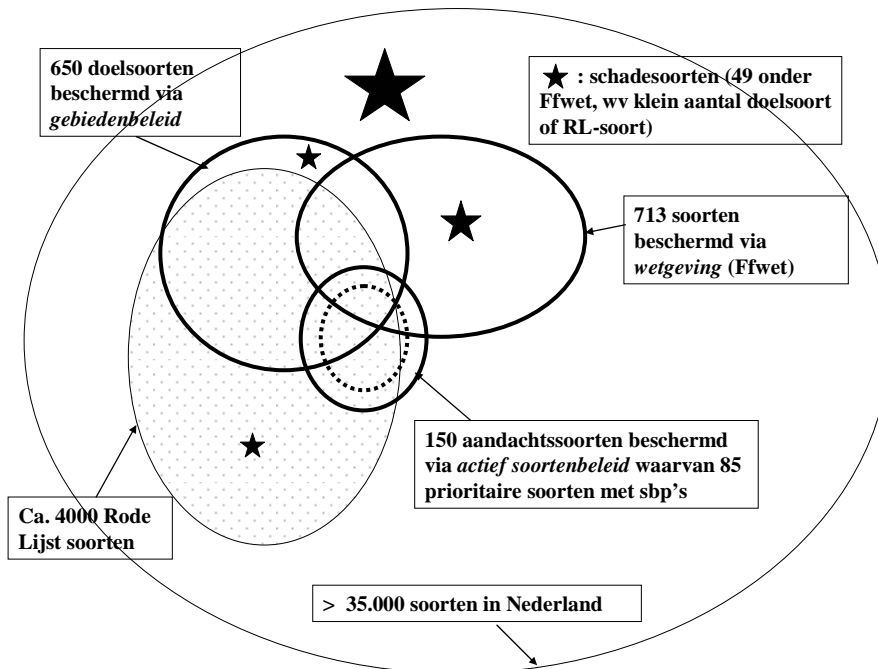 650 doelsoorten
beschermd via
gebiedenbeleid
★ : schadesoorten (49 onder
Ffwet, wv klein aantal doelsoort
of RL-soort)
713 soorten
beschermd via
wetgeving (Ffwet)
150 aandachtssoorten beschermd
via actief soortenbeleid waarvan 85
prioritaire soorten met sbp's
Ca. 4000 Rode
Lijst soorten
> 35.000 soorten in Nederland